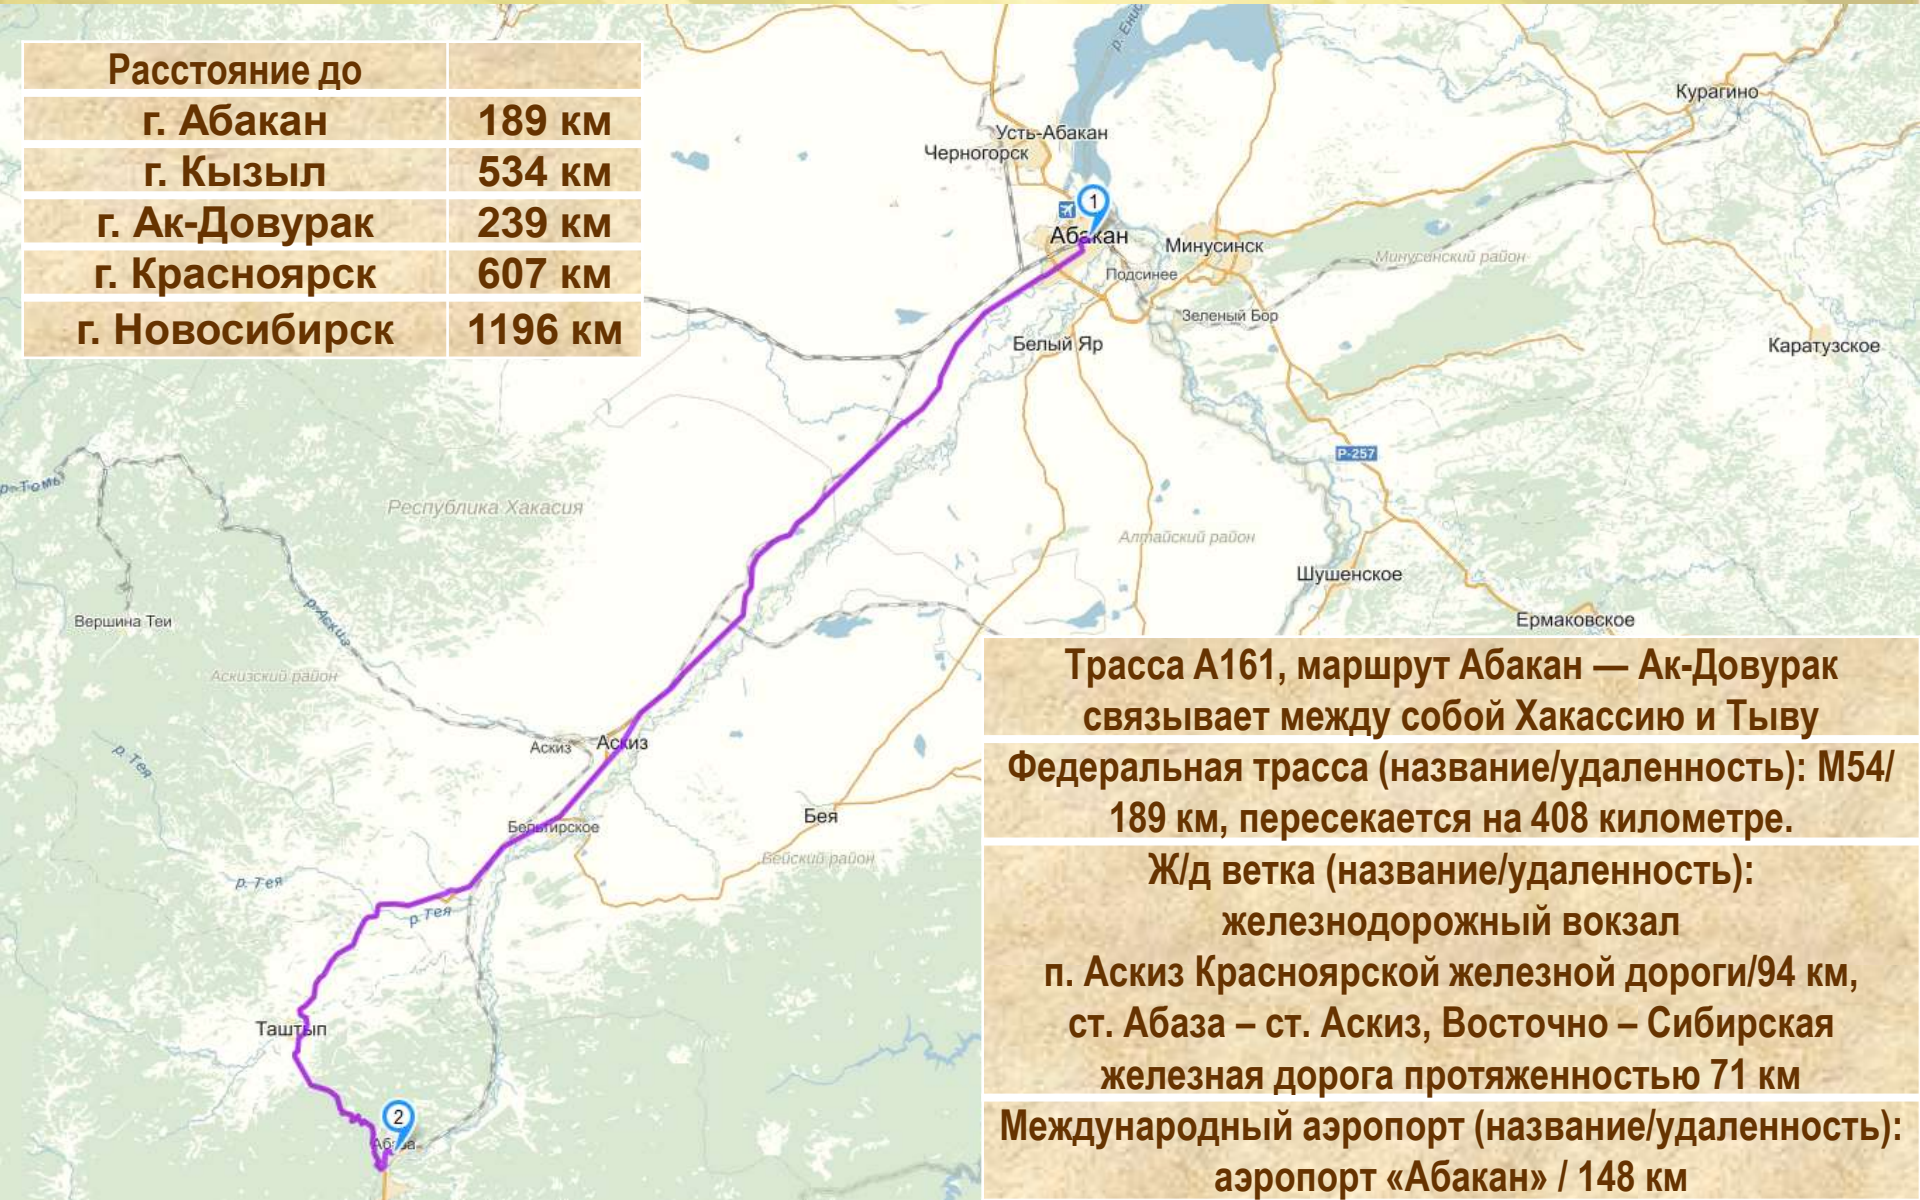 Расстояние до
г. Абакан 189 км
г. Кызыл 534 км
г. Ак-Довурак 239 км
г. Красноярск 607 км
г. Новосибирск 1196 км
Курагино
Усть-Абакан
Черногорск
1
Абакан
Минусинск
Минусинский район
Подсинее
Зеленый Бор
Белый Яр
Каратузское
Р-257
р. Томь
Республика Хакасия
Алтайский район
Шушенское
р. Аскиз
Вершина Теи
Ермаковское
Аскизский район
Аскиз
Аскиз
р. Тея
Бея
Бельтирское
Бейский район
р. Тея
р. Тея
Таштып
2
Абаза
Трасса А161, маршрут Абакан — Ак-Довурак
связывает между собой Хакассию и Тыву
Федеральная трасса (название/удаленность): М54/
189 км, пересекается на 408 километре.
Ж/д ветка (название/удаленность):
железнодорожный вокзал
п. Аскиз Красноярской железной дороги/94 км,
ст. Абаза – ст. Аскиз, Восточно – Сибирская
железная дорога протяженностью 71 км
Международный аэропорт (название/удаленность):
аэропорт «Абакан» / 148 км